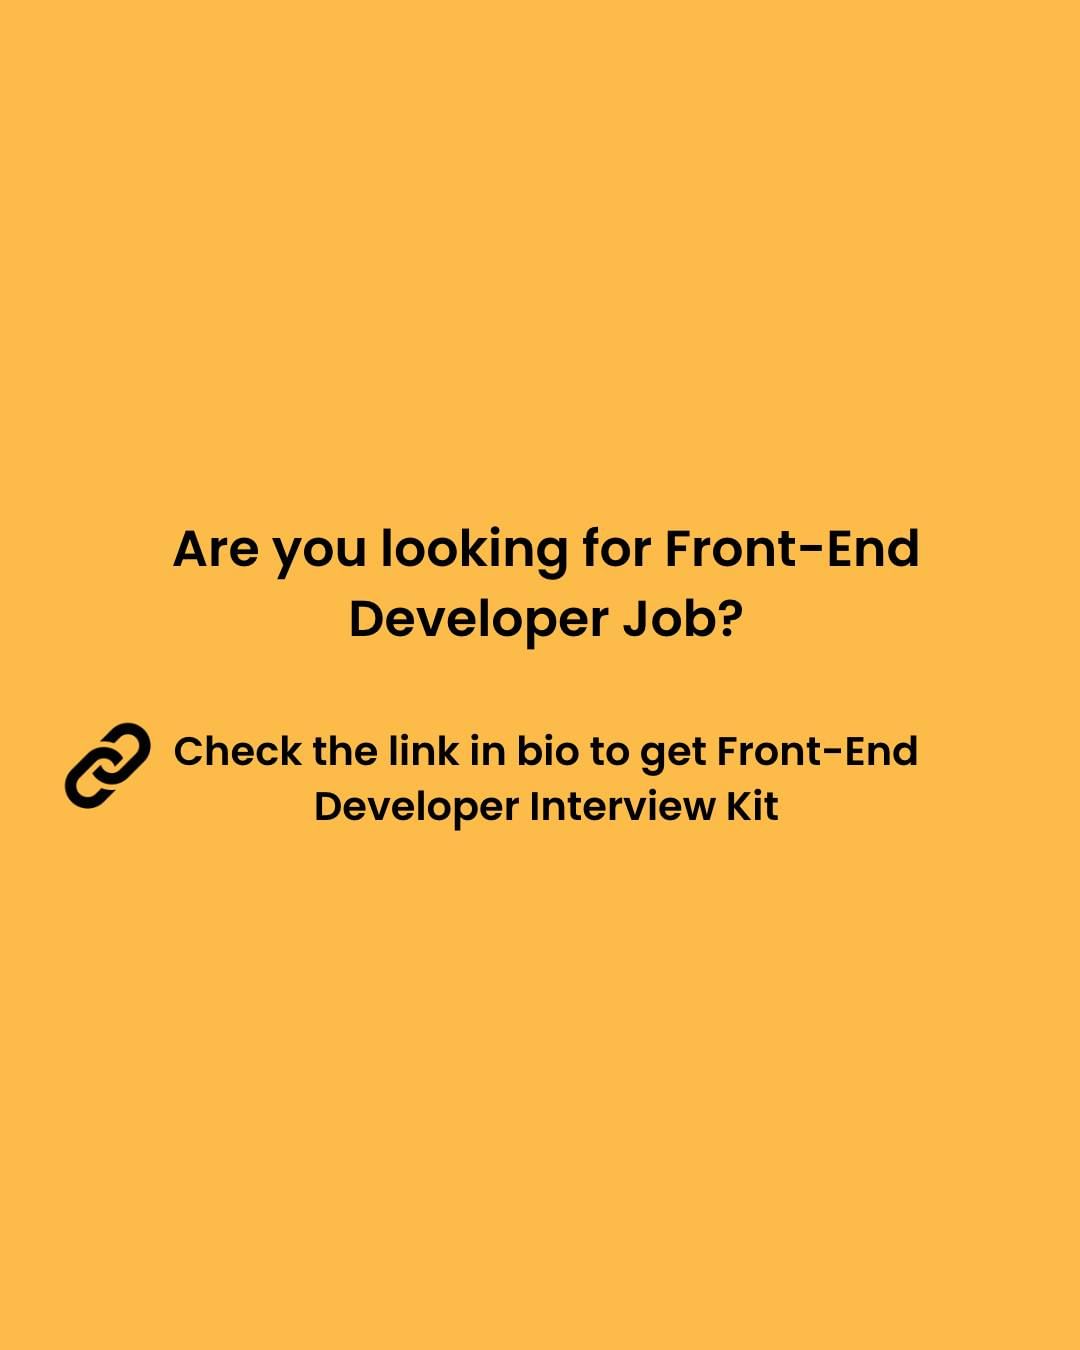 Are you looking for Front-End
Developer Job?
Check the link in bio to get Front-End
Developer Interview Kit